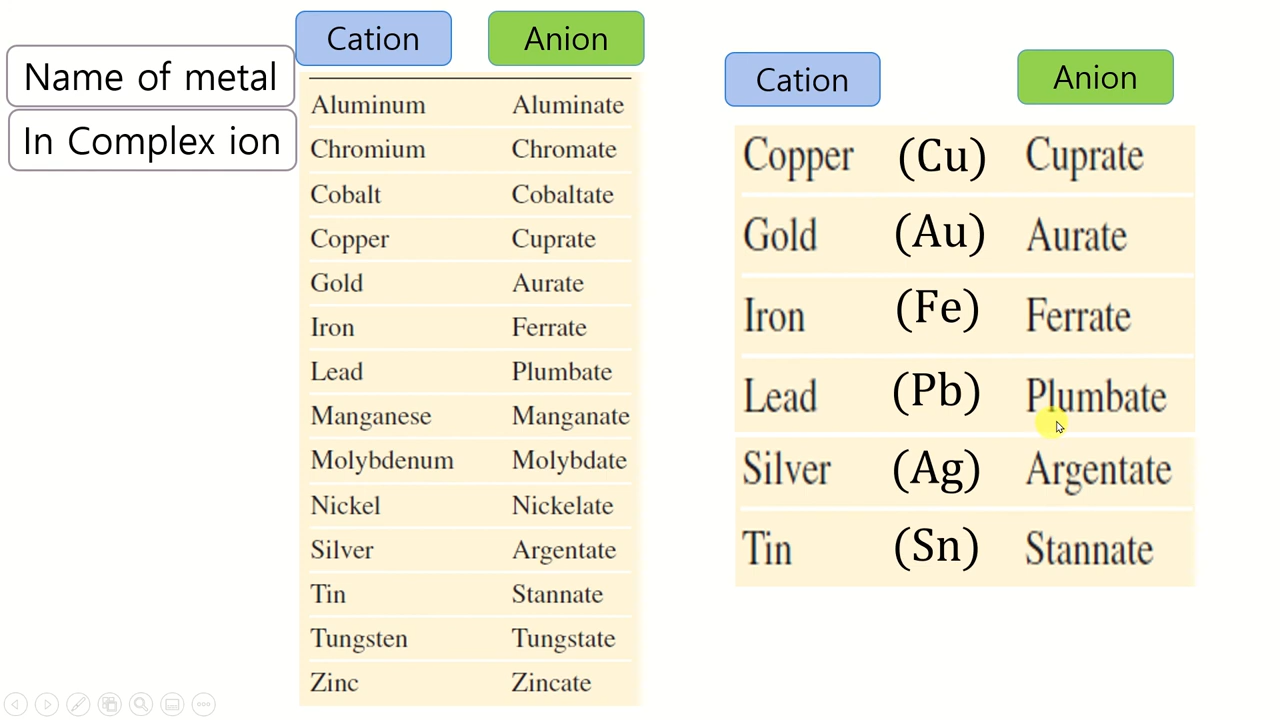 Name of metal
In Complex ion
Cation Anion
Aluminum Aluminate
Chromium Chromate
Cobalt Cobaltate
Copper Cuprate
Gold Aurate
Iron Ferrate
Lead Plumbate
Manganese Manganate
Molybdenum Molybdate
Nickel Nickelate
Silver Argentate
Tin Stannate
Tungsten Tungstate
Zinc Zincate
Cation Anion
Copper (Cu) Cuprate
Gold (Au) Aurate
Iron (Fe) Ferrate
Lead (Pb) Plumbate
Silver (Ag) Argentate
Tin (Sn) Stannate